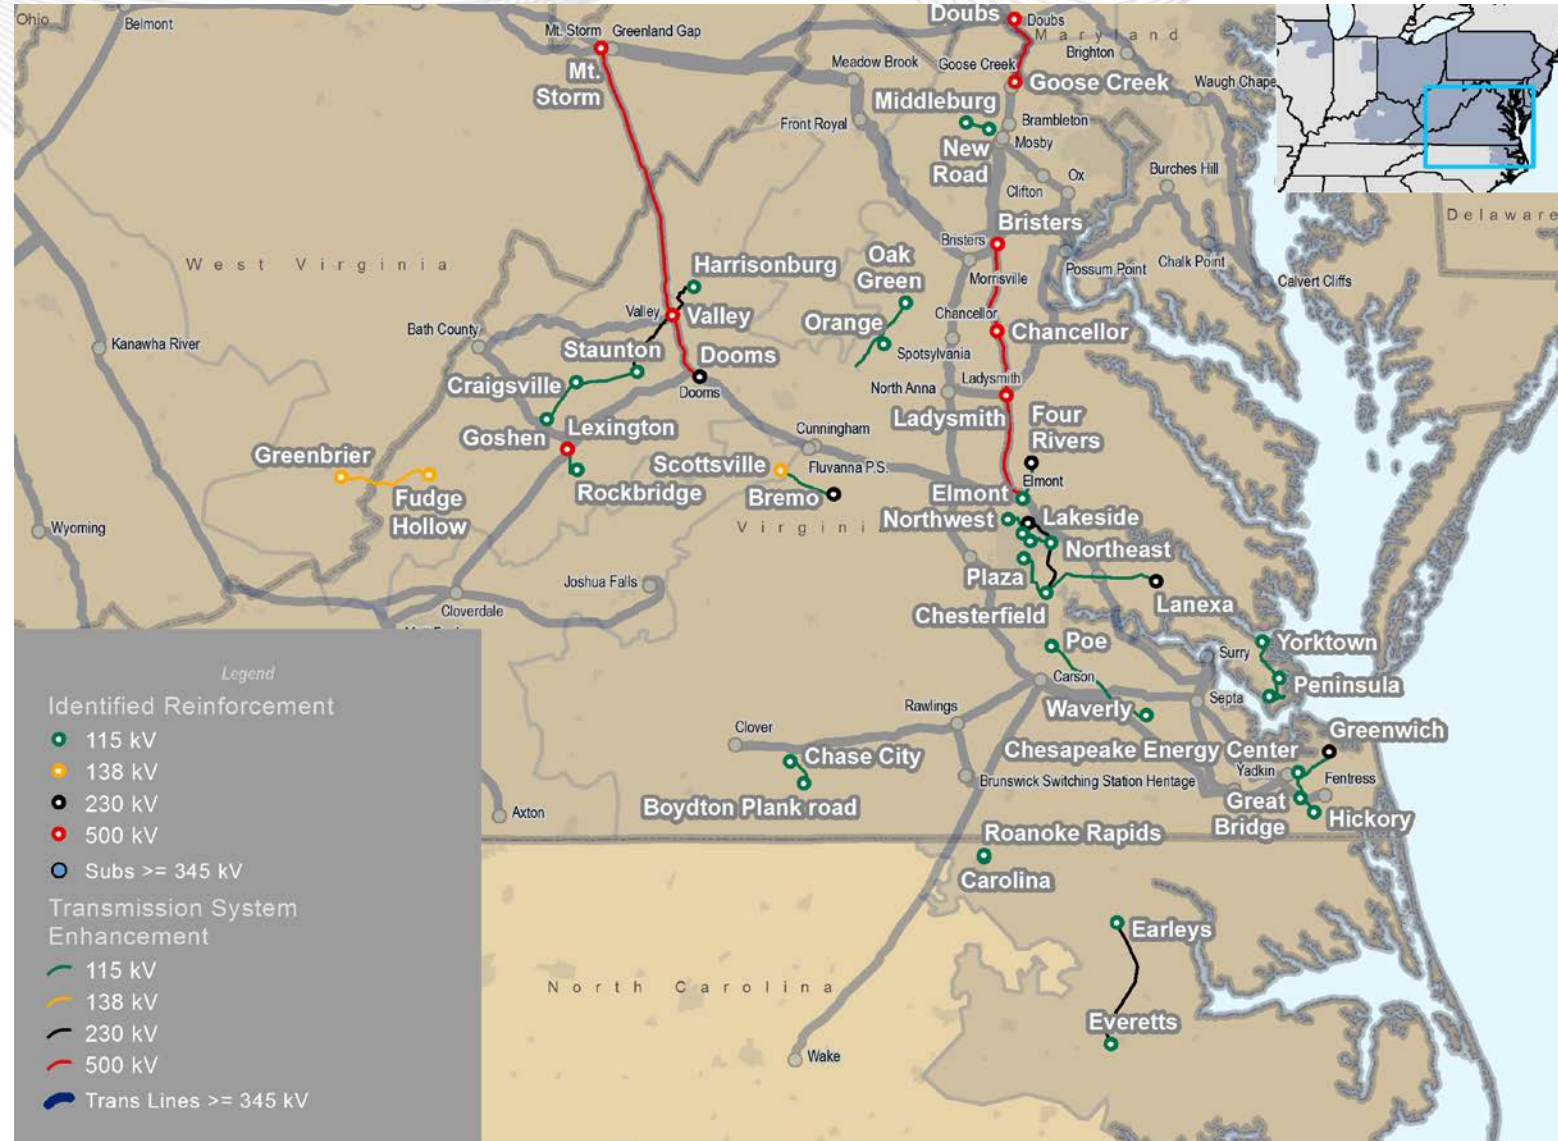 Ohio
Belmont
Mt. Storm
Greenland Gap
Mt.
Storm
Doubs
Doubs
Maryland
Brighton
Goose Creek
Goose Creek
Meadow Brook
Waugh Chape
Middleburg
Front Royal
Brambleton
New
Road
Mosby
Ox
Clifton
Burches Hill
Delaware
Bristers
Bristers
West Virginia
Harrisonburg
Oak
Green
Morrisville
Possum Point
Chalk Point
Calvert Cliffs
Valley
Valley
Orange
Chancellor
Chancellor
Bath County
Kanawha River
Staunton
Dooms
Dooms
Spotsylvania
Craigsville
North Anna
Ladysmith
Ladysmith
Four
Rivers
Goshen
Lexington
Cunningham
Greenbrier
Scottsville
Fluvanna P.S.
Elmont
Elmont
Fudge
Hollow
Rockbridge
Bremo
Wyoming
Virgini
Northwest
Lakeside
Northeast
Joshua Falls
Plaza
Cloverdale
Chesterfield
Lanexa
Poe
Yorktown
Surry
Carson
Peninsula
Rawlings
Waverly
Septa
Clover
Chase City
Chesapeake Energy Center
Greenwich
Yadkin
Fentress
Brunswick Switching Station Heritage
Boydton Plank road
Great
Bridge
Hickory
Axton
Roanoke Rapids
Carolina
Earleys
North Carolina
Everetts
Wake
Legend
Identified Reinforcement
115 kV
138 kV
230 kV
500 kV
Subs >= 345 kV
Transmission System
Enhancement
115 kV
138 kV
230 kV
500 kV
Trans Lines >= 345 kV